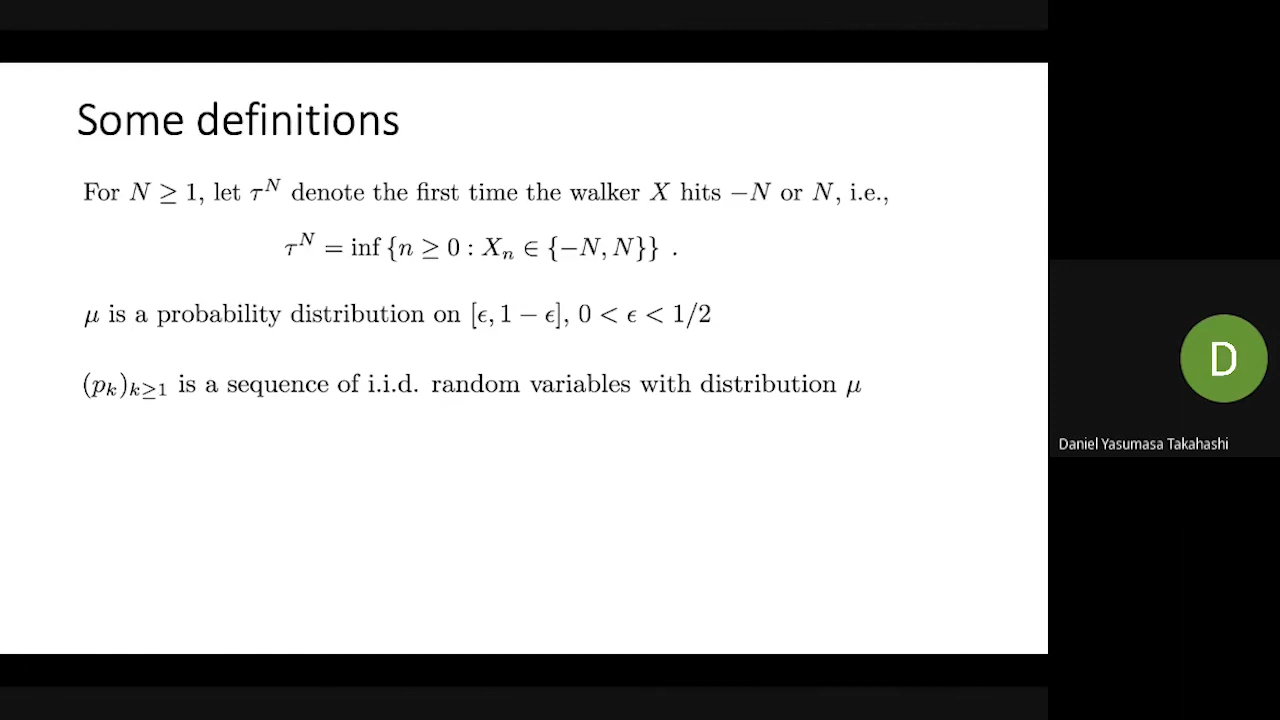 Some definitions
For N ≥ 1, let τ^N denote the first time the walker X hits −N or N, i.e.,
τ^N = inf {n ≥ 0 : X_n ∈ {−N, N}} .
μ is a probability distribution on [ϵ, 1 − ϵ], 0 < ϵ < 1/2
(p_k)_{k≥1} is a sequence of i.i.d. random variables with distribution μ
D
Daniel Yasumasa Takahashi